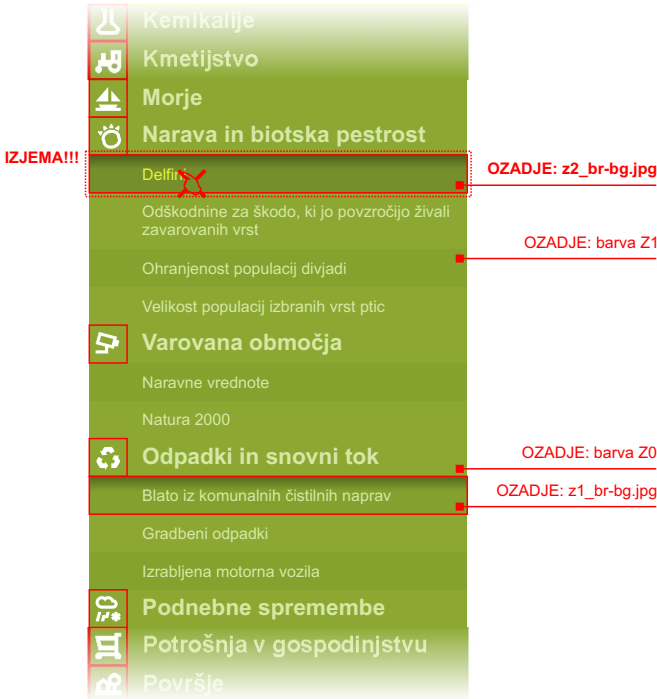 Kemikalije
Kmetijstvo
Morje
Narava in biotska pestrost
IZJEMA!!!
Delfini
OZADJE: z2_br-bg.jpg
Odškodnine za škodo, ki jo povzročijo živali
zavarovanih vrst
OZADJE: barva Z1
Ohranjenost populacij divjadi
Velikost populacij izbranih vrst ptic
Varovana območja
Naravne vrednote
Natura 2000
Odpadki in snovni tok
OZADJE: barva Z0
Blato iz komunalnih čistilnih naprav
OZADJE: z1_br-bg.jpg
Gradbeni odpadki
Izrabljena motorna vozila
Podnebne spremembe
Potrošnja v gospodinjstvu
Površje